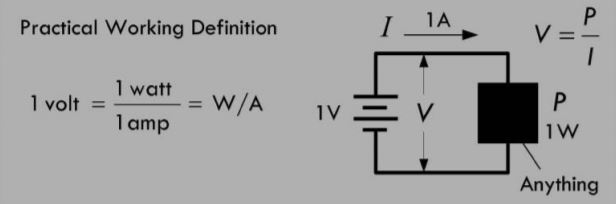 Practical Working Definition
1 volt = 1 watt / 1 amp = W/A
I 1A
V = P / I
1V
V
P
1W
Anything